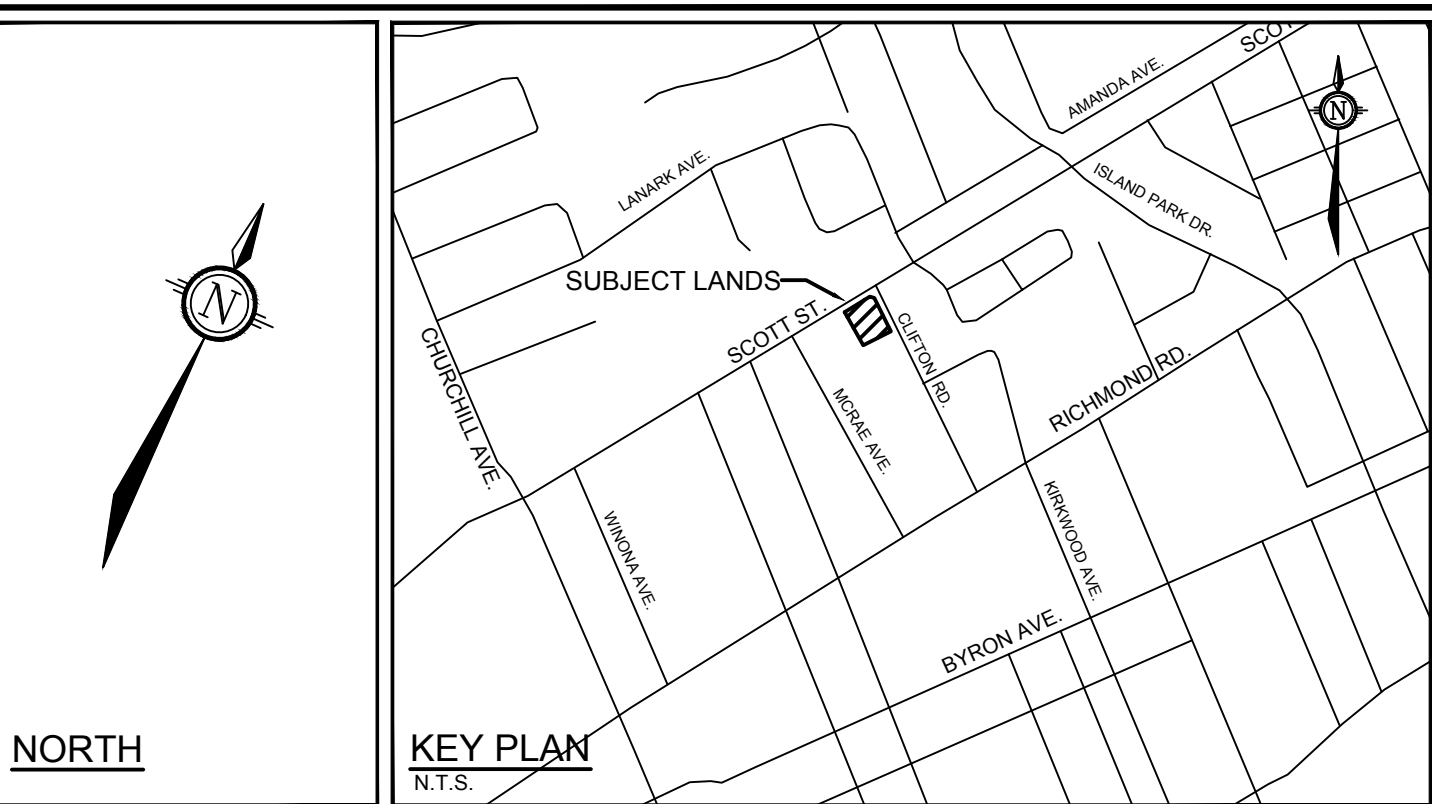 N
NORTH
SCOT
AMANDA AVE.
N
LANARK AVE.
ISLAND PARK DR.
SUBJECT LANDS
SCOTT ST.
CLIFTON RD.
CHURCHILL AVE.
RICHMOND RD.
MCRAE AVE.
KIRKWOOD AVE.
WINONA AVE.
BYRON AVE.
KEY PLAN
N.T.S.